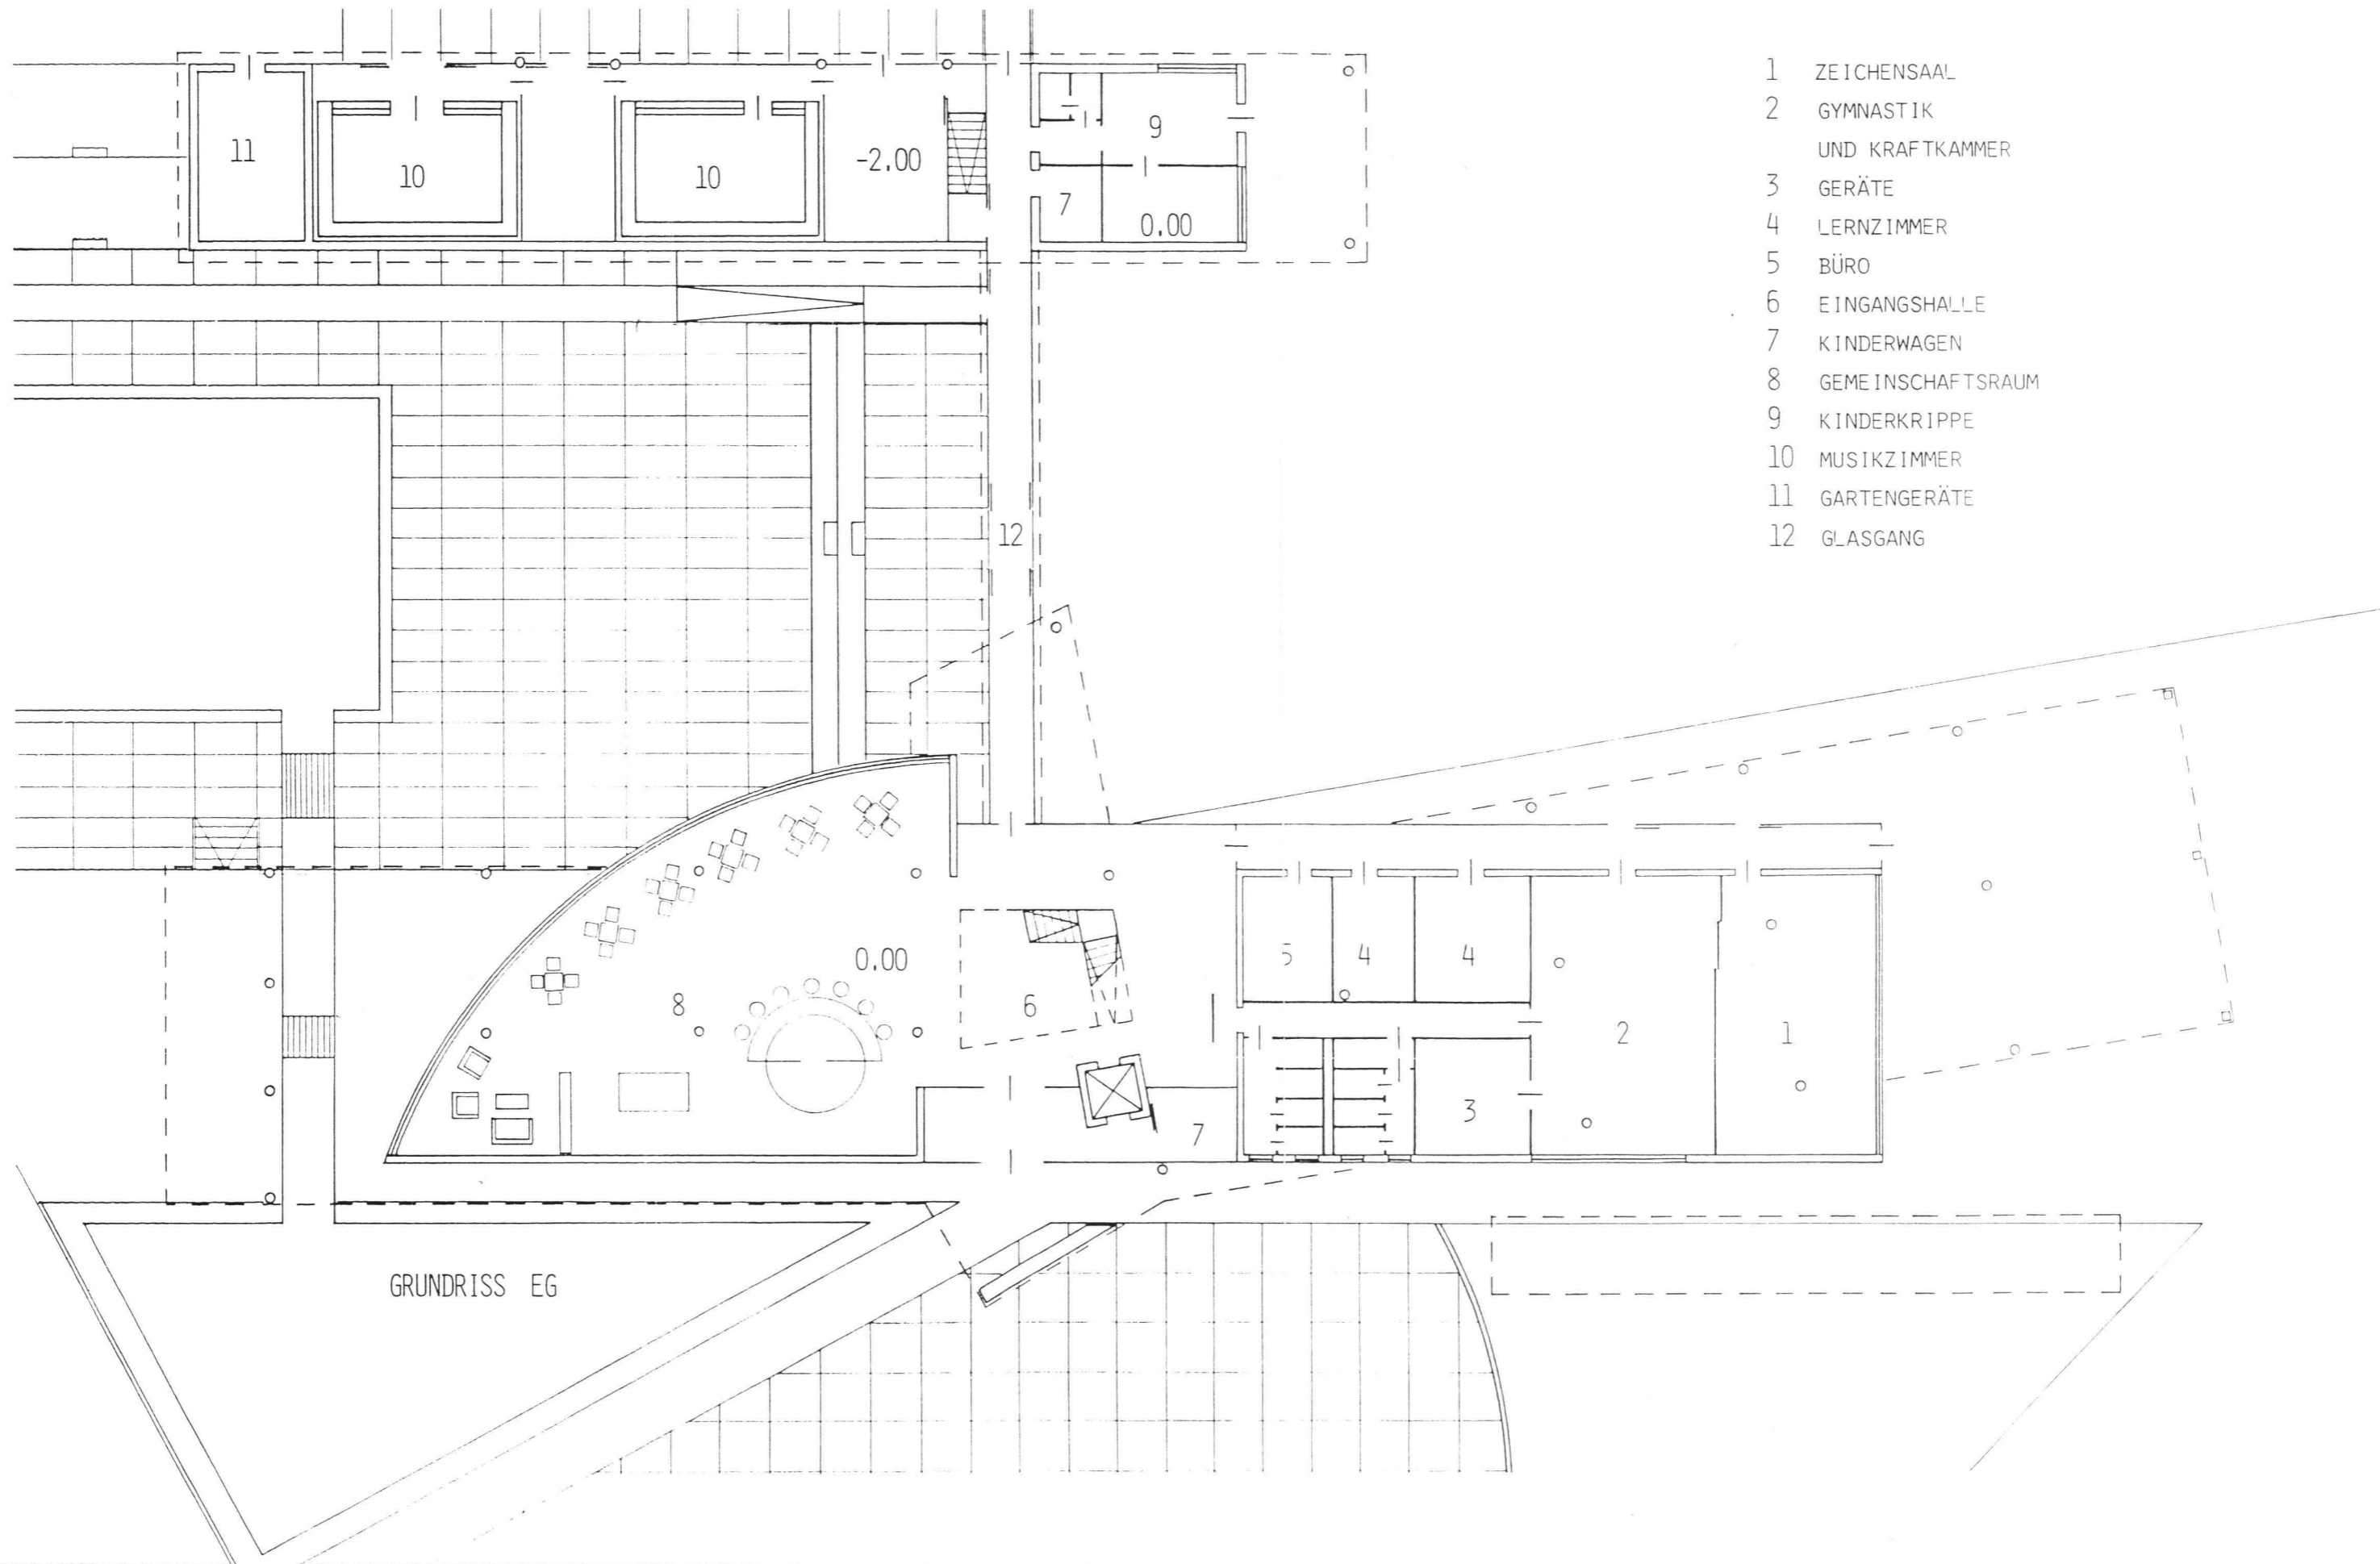 1 ZEICHENSAAL
2 GYMNASTIK
UND KRAFTKAMMER
3 GERÄTE
4 LERNZIMMER
5 BÜRO
6 EINGANGSHALLE
7 KINDERWAGEN
8 GEMEINSCHAFTSRAUM
9 KINDERKRIPPE
10 MUSIKZIMMER
11 GARTENGERÄTE
12 GLASGANG
11
10
10
-2.00
9
7
0.00
12
0.00
8
6
5
4
4
2
1
3
7
GRUNDRISS EG